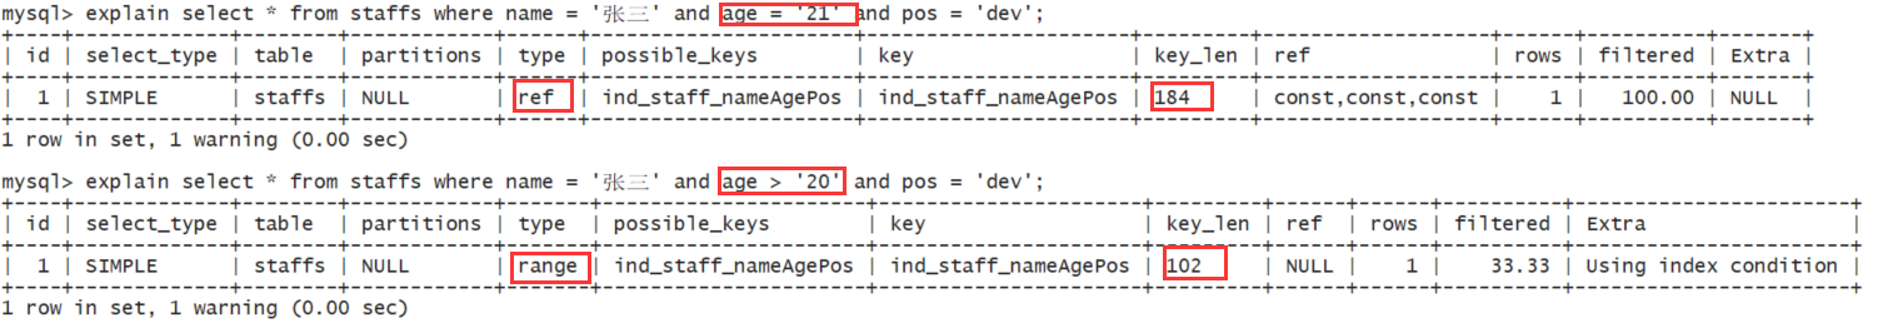 mysql> explain select * from staffs where name = '张三' and age = '21' and pos = 'dev';
+----+-------------+--------+------------+------+---------------------+---------------------+---------+-------------------+------+----------+-------+
| id | select_type | table | partitions | type | possible_keys | key | key_len | ref | rows | filtered | Extra |
+----+-------------+--------+------------+------+---------------------+---------------------+---------+-------------------+------+----------+-------+
| 1 | SIMPLE | staffs | NULL | ref | ind_staff_nameAgePos | ind_staff_nameAgePos | 184 | const,const,const | 1 | 100.00 | NULL |
+----+-------------+--------+------------+------+---------------------+---------------------+---------+-------------------+------+----------+-------+
1 row in set, 1 warning (0.00 sec)
mysql> explain select * from staffs where name = '张三' and age > '20' and pos = 'dev';
+----+-------------+--------+------------+-------+----------------------+----------------------+---------+------+------+----------+-----------------------+
| id | select_type | table | partitions | type | possible_keys | key | key_len | ref | rows | filtered | Extra |
+----+-------------+--------+------------+-------+----------------------+----------------------+---------+------+------+----------+-----------------------+
| 1 | SIMPLE | staffs | NULL | range | ind_staff_nameAgePos | ind_staff_nameAgePos | 102 | NULL | 1 | 33.33 | Using index condition |
+----+-------------+--------+------------+-------+----------------------+----------------------+---------+------+------+----------+-----------------------+
1 row in set, 1 warning (0.00 sec)